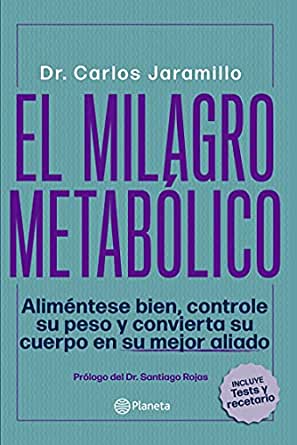 Dr. Carlos Jaramillo
EL MILAGRO
METABÓLICO
Aliméntese bien, controle
su peso y convierta su
cuerpo en su mejor aliado
Prólogo del Dr. Santiago Rojas
INCLUYE
Tests y
recetario
Planeta